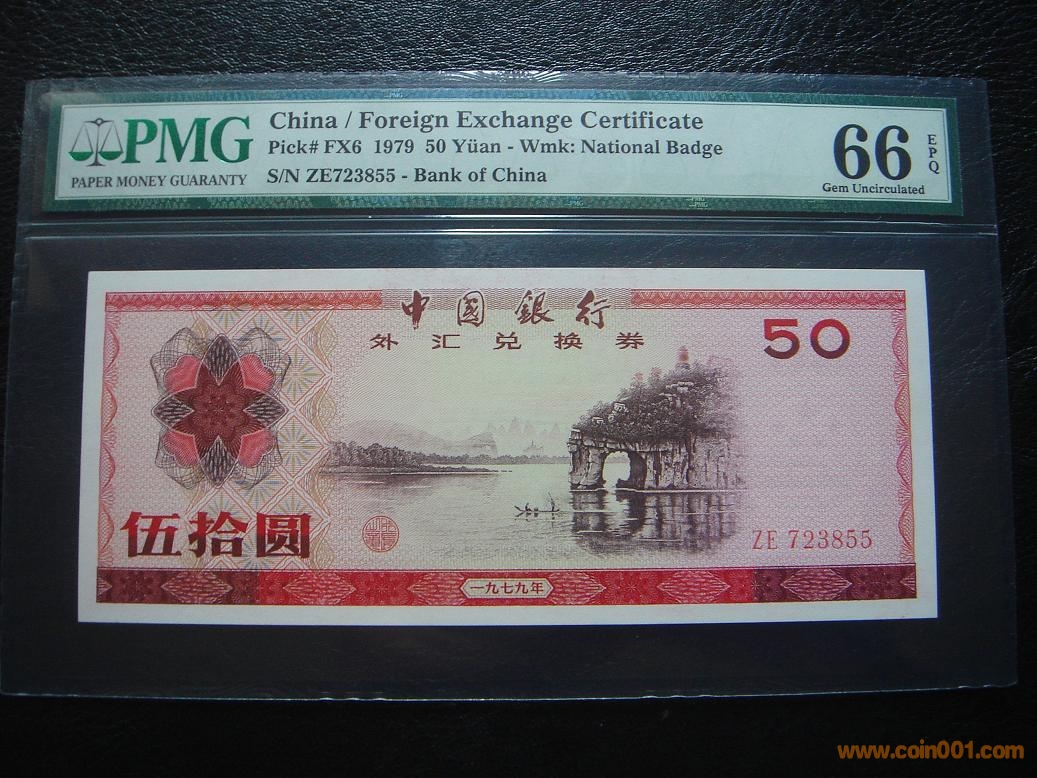 PMG
PAPER MONEY GUARANTY
China / Foreign Exchange Certificate
Pick# FX6 1979 50 Yüan - Wmk: National Badge
S/N ZE723855 - Bank of China
66
EPQ
Gem Uncirculated
中國銀行
外汇兑换券
50
伍拾圆
ZE 723855
一九七九年
www.coin001.com